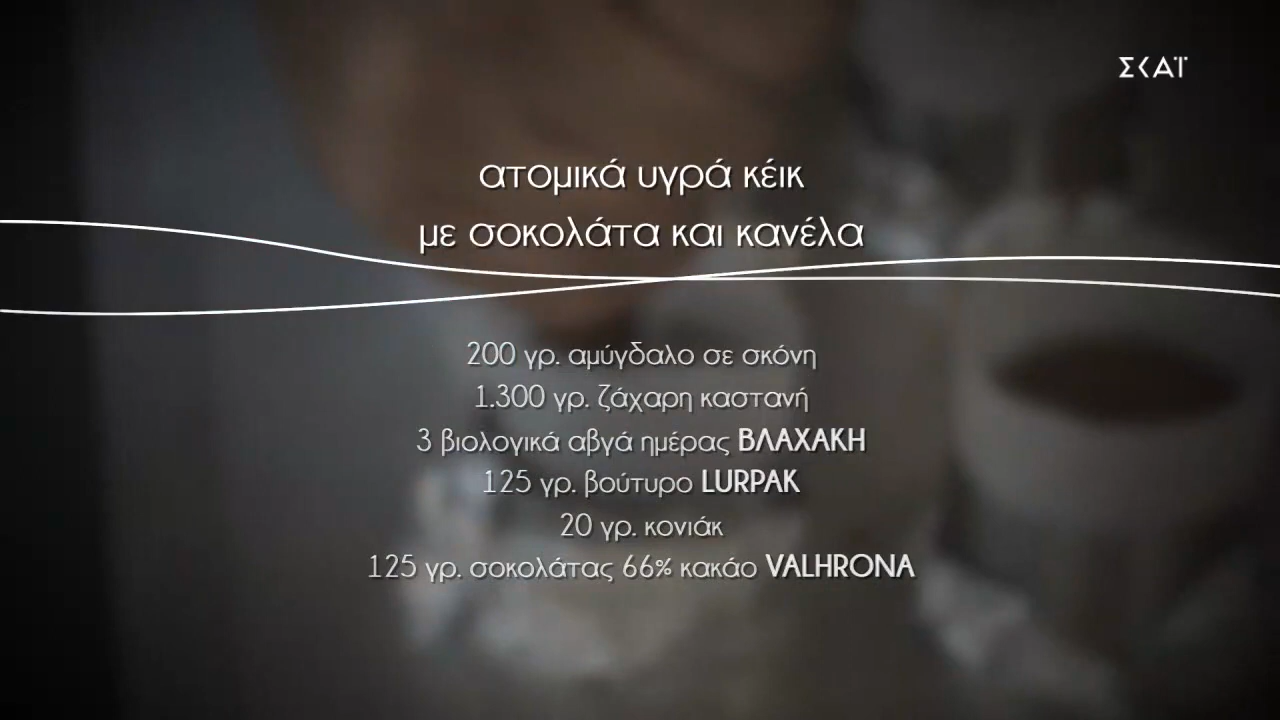 ΣΚΑΪ
ατομικά υγρά κέικ
με σοκολάτα και κανέλα
200 γρ. αμύγδαλο σε σκόνη
1.300 γρ. ζάχαρη καστανή
3 βιολογικά αβγά ημέρας ΒΛΑΧΑΚΗ
125 γρ. βούτυρο LURPAK
20 γρ. κονιάκ
125 γρ. σοκολάτας 66% κακάο VALHRONA